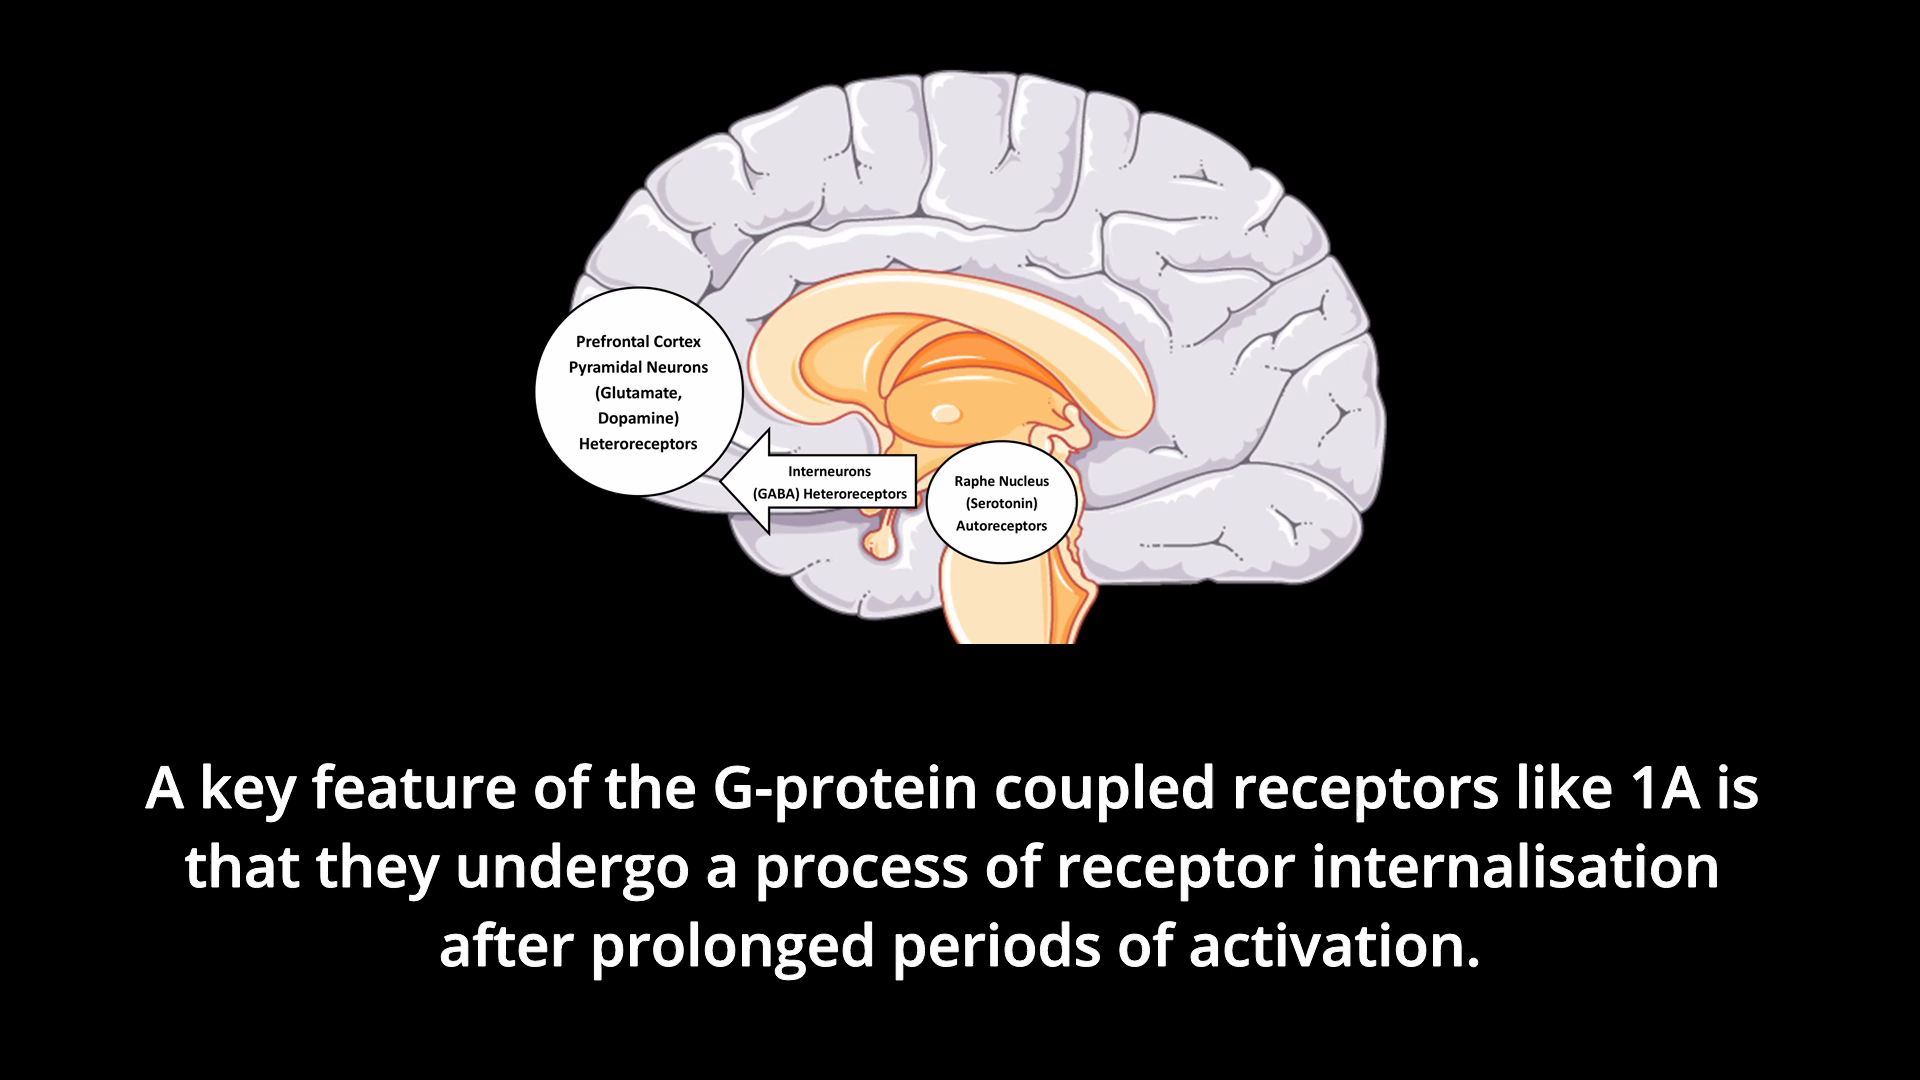 Prefrontal Cortex
Pyramidal Neurons
(Glutamate,
Dopamine)
Heteroreceptors
Interneurons
(GABA) Heteroreceptors
Raphe Nucleus
(Serotonin)
Autoreceptors
A key feature of the G-protein coupled receptors like 1A is
that they undergo a process of receptor internalisation
after prolonged periods of activation.